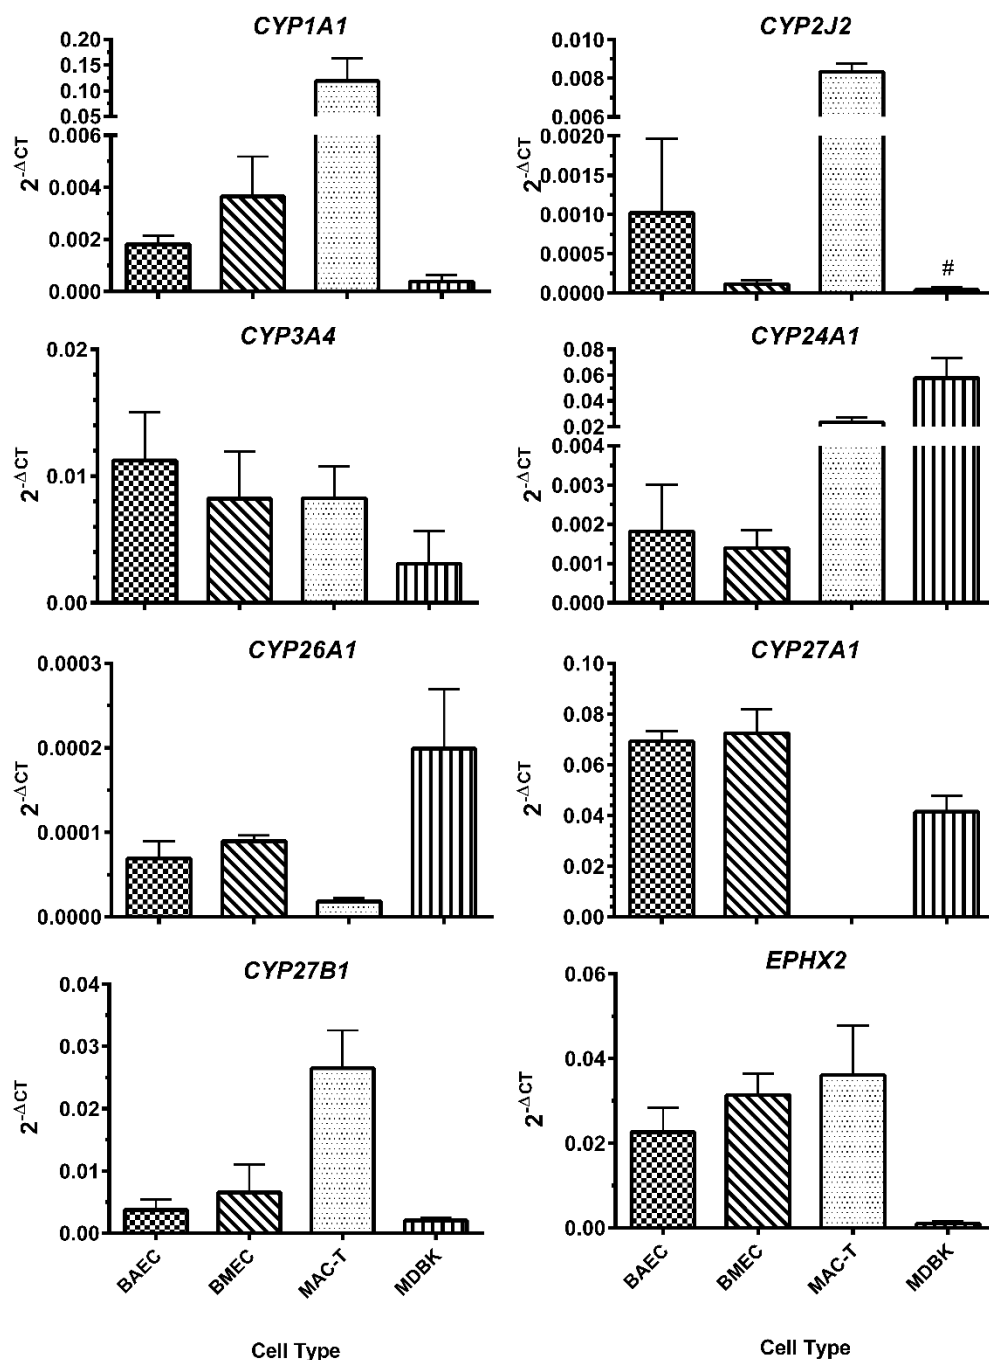 CYP1A1
0.20
0.15
0.10
0.05
0.006
0.004
0.002
0.000
2-ΔCT
CYP2J2
0.010
0.008
0.006
0.0020
0.0015
0.0010
0.0005
0.0000
2-ΔCT
#
CYP3A4
0.02
0.01
0.00
2-ΔCT
CYP24A1
0.08
0.06
0.04
0.02
0.004
0.003
0.002
0.001
0.000
2-ΔCT
CYP26A1
0.0003
0.0002
0.0001
0.0000
2-ΔCT
CYP27A1
0.10
0.08
0.06
0.04
0.02
0.00
2-ΔCT
CYP27B1
0.04
0.03
0.02
0.01
0.00
2-ΔCT
BAEC
BMEC
MAC-T
MDBK
Cell Type
EPHX2
0.06
0.04
0.02
0.00
2-ΔCT
BAEC
BMEC
MAC-T
MDBK
Cell Type